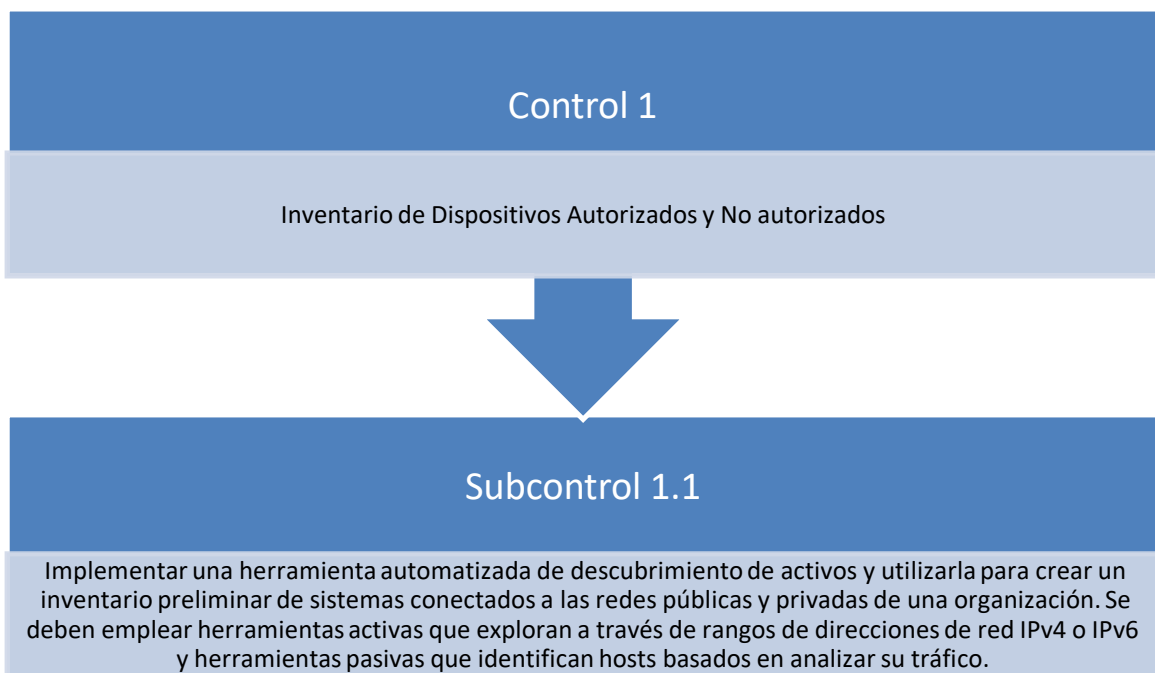 Control 1
Inventario de Dispositivos Autorizados y No autorizados
Subcontrol 1.1
Implementar una herramienta automatizada de descubrimiento de activos y utilizarla para crear un
inventario preliminar de sistemas conectados a las redes públicas y privadas de una organización. Se
deben emplear herramientas activas que exploran a través de rangos de direcciones de red IPv4 o IPv6
y herramientas pasivas que identifican hosts basados en analizar su tráfico.